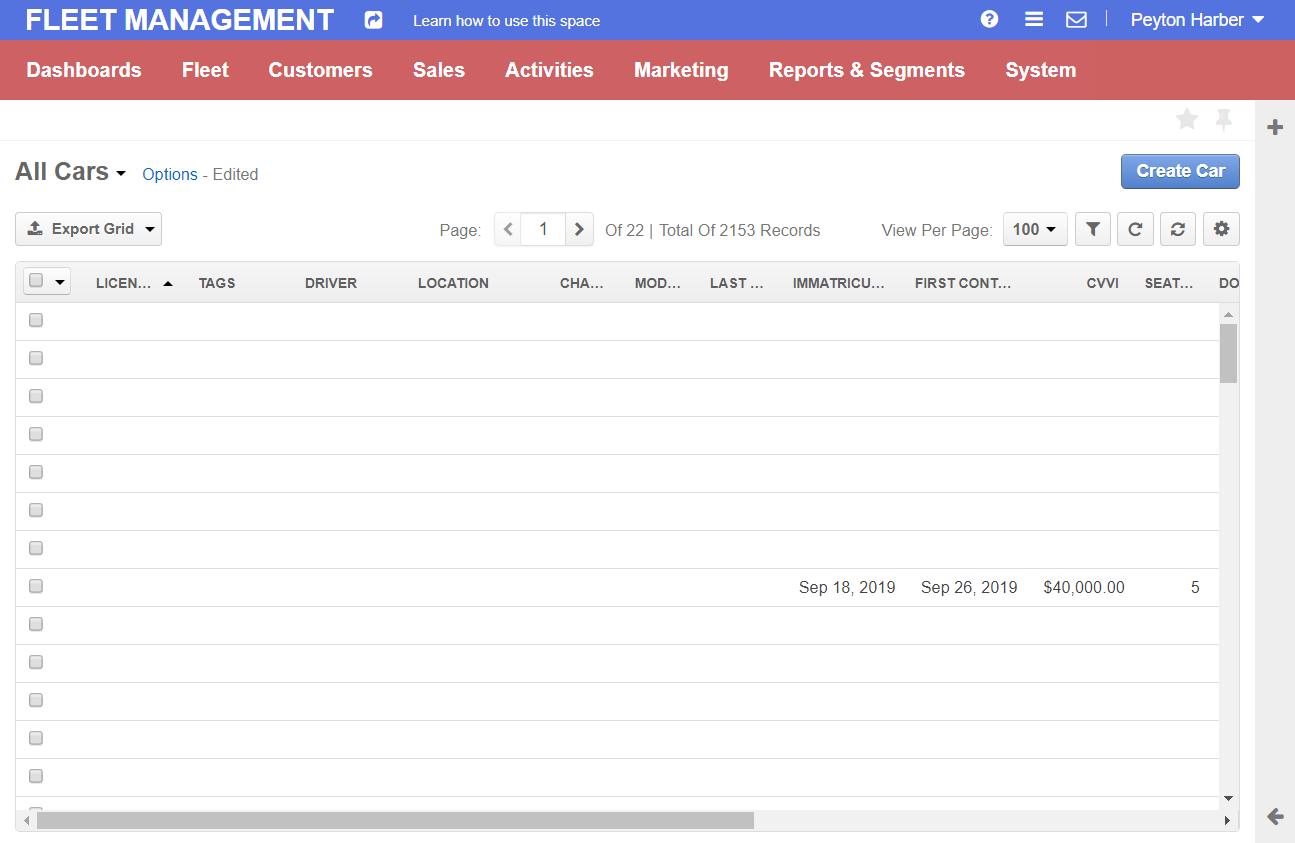 FLEET MANAGEMENT Learn how to use this space Peyton Harber
Dashboards Fleet Customers Sales Activities Marketing Reports & Segments System
All Cars Options - Edited Create Car
Export Grid Page: 1 Of 22 | Total Of 2153 Records View Per Page: 100
LICEN... TAGS DRIVER LOCATION CHA... MOD... LAST ... IMMATRICU... FIRST CONT... CVVI SEAT... DO
Sep 18, 2019 Sep 26, 2019 $40,000.00 5